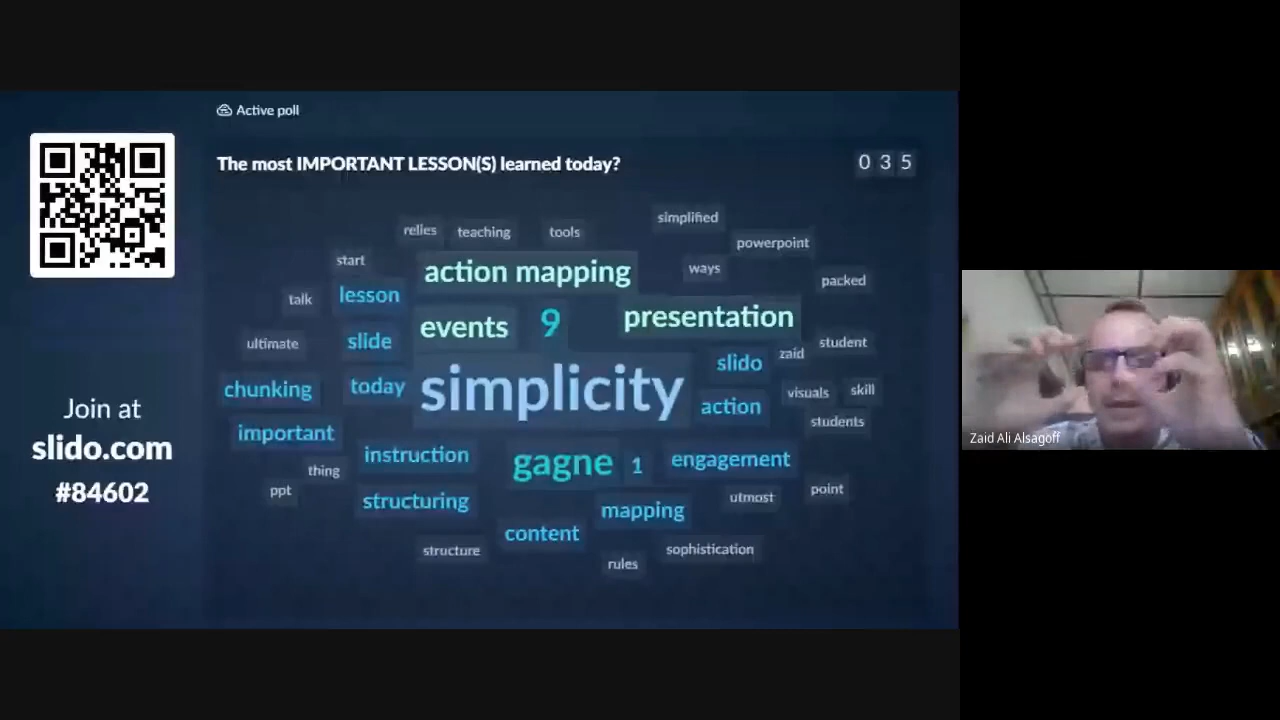 Active poll
The most IMPORTANT LESSON(S) learned today?
0 3 5
simplified
relies teaching tools
powerpoint
start action mapping ways
packed
talk lesson
events 9 presentation
ultimate slide student
slido zaid
chunking today simplicity visuals skill
action
students
important
instruction gagne 1 engagement
thing
ppt structuring utmost point
mapping
content
structure sophistication
rules
Join at
slido.com
#84602
Zaid Ali Alsagoff